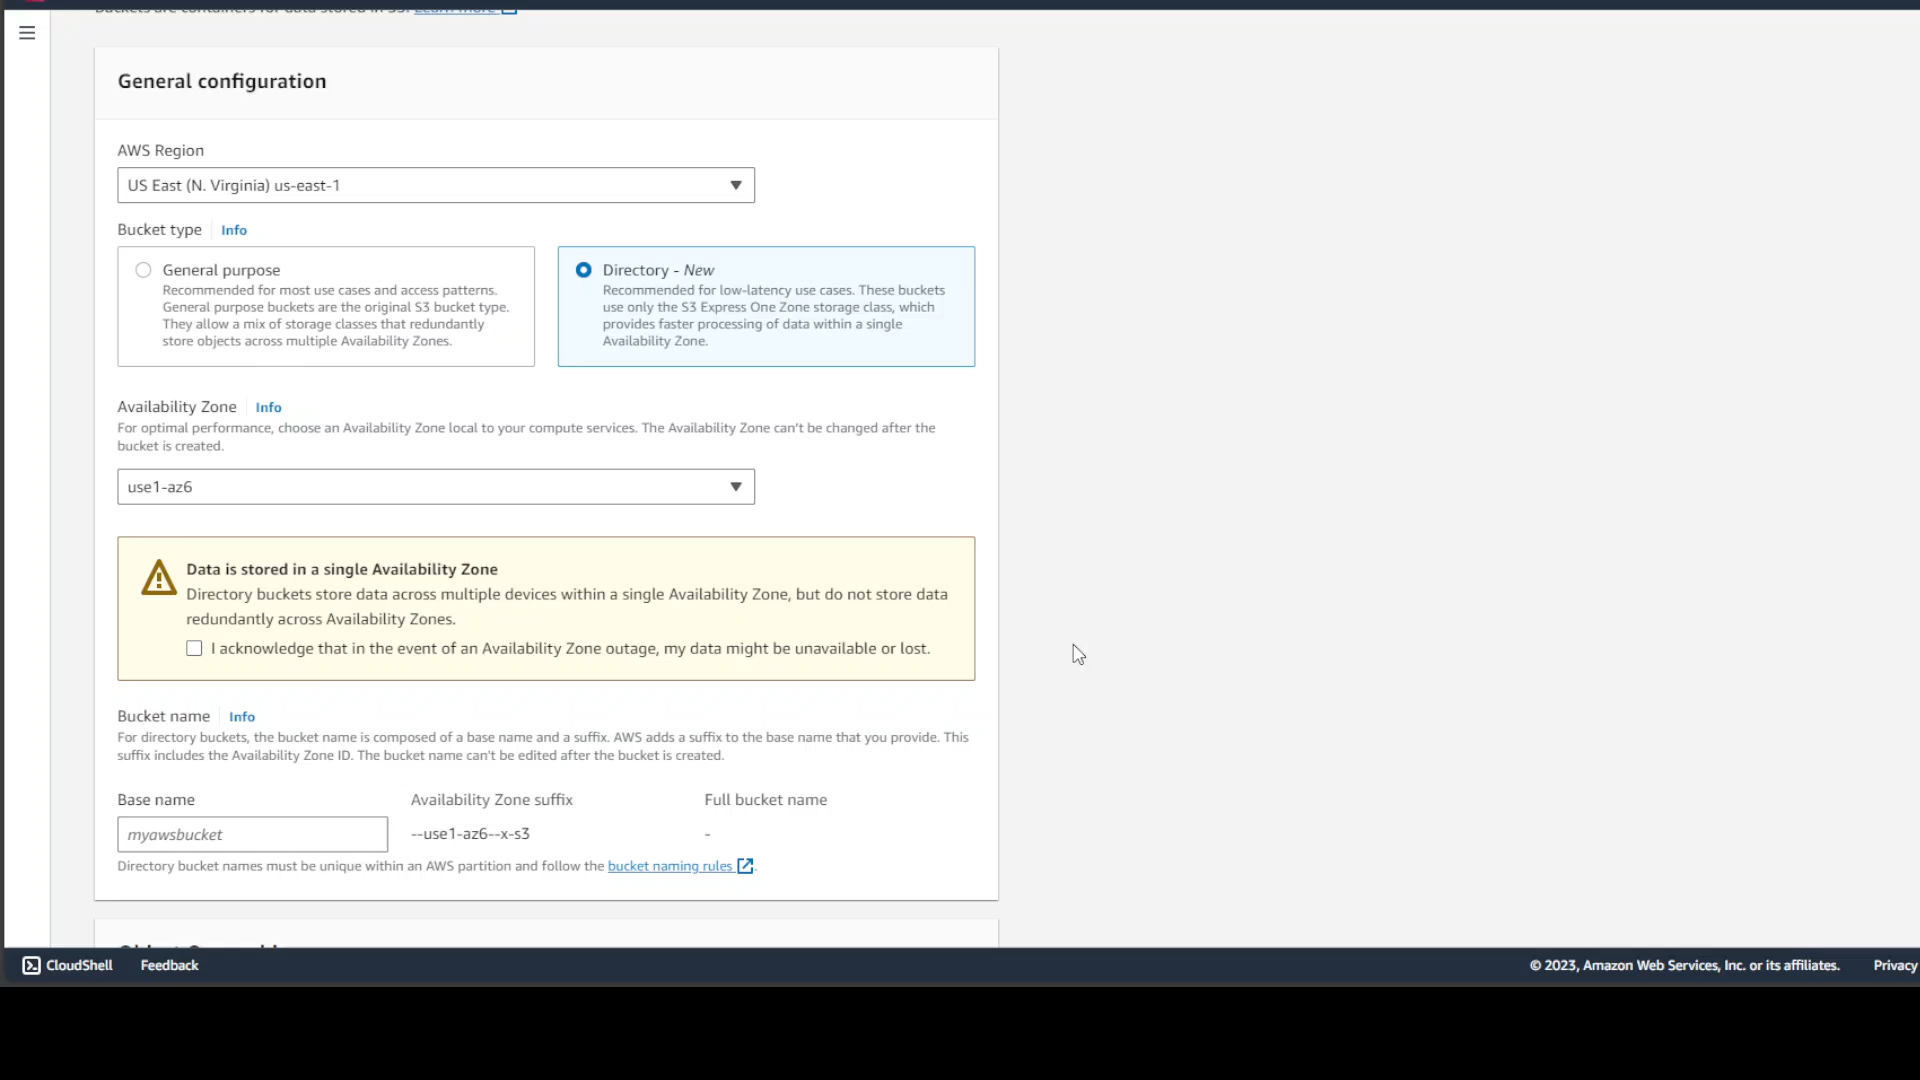 Buckets are containers for data stored in S3. Learn more
General configuration
AWS Region
US East (N. Virginia) us-east-1
Bucket type Info
General purpose
Recommended for most use cases and access patterns.
General purpose buckets are the original S3 bucket type.
They allow a mix of storage classes that redundantly
store objects across multiple Availability Zones.
Directory - New
Recommended for low-latency use cases. These buckets
use only the S3 Express One Zone storage class, which
provides faster processing of data within a single
Availability Zone.
Availability Zone Info
For optimal performance, choose an Availability Zone local to your compute services. The Availability Zone can't be changed after the
bucket is created.
use1-az6
Data is stored in a single Availability Zone
Directory buckets store data across multiple devices within a single Availability Zone, but do not store data
redundantly across Availability Zones.
I acknowledge that in the event of an Availability Zone outage, my data might be unavailable or lost.
Bucket name Info
For directory buckets, the bucket name is composed of a base name and a suffix. AWS adds a suffix to the base name that you provide. This
suffix includes the Availability Zone ID. The bucket name can't be edited after the bucket is created.
Base name Availability Zone suffix Full bucket name
myawsbucket --use1-az6--x-s3 -
Directory bucket names must be unique within an AWS partition and follow the bucket naming rules.
CloudShell Feedback © 2023, Amazon Web Services, Inc. or its affiliates. Privacy